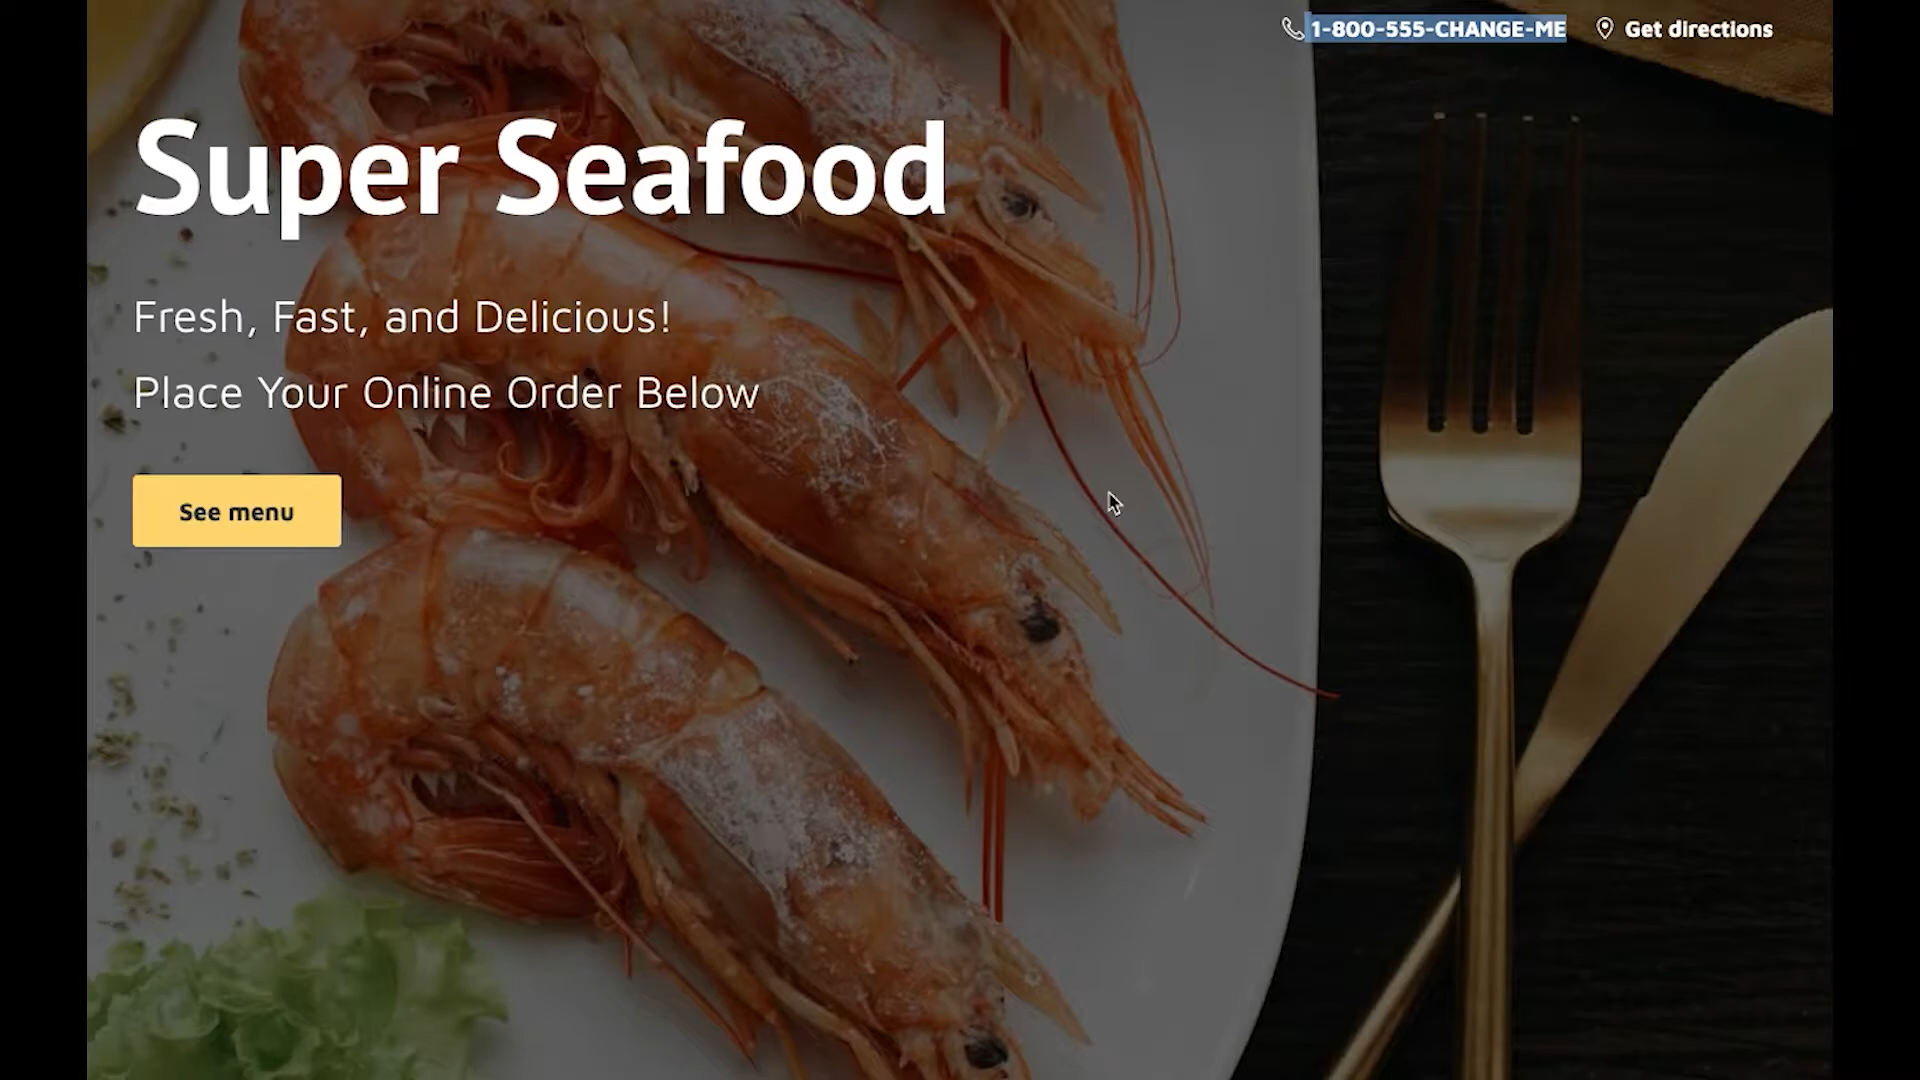 1-800-555-CHANGE-ME Get directions
Super Seafood
Fresh, Fast, and Delicious!
Place Your Online Order Below
See menu